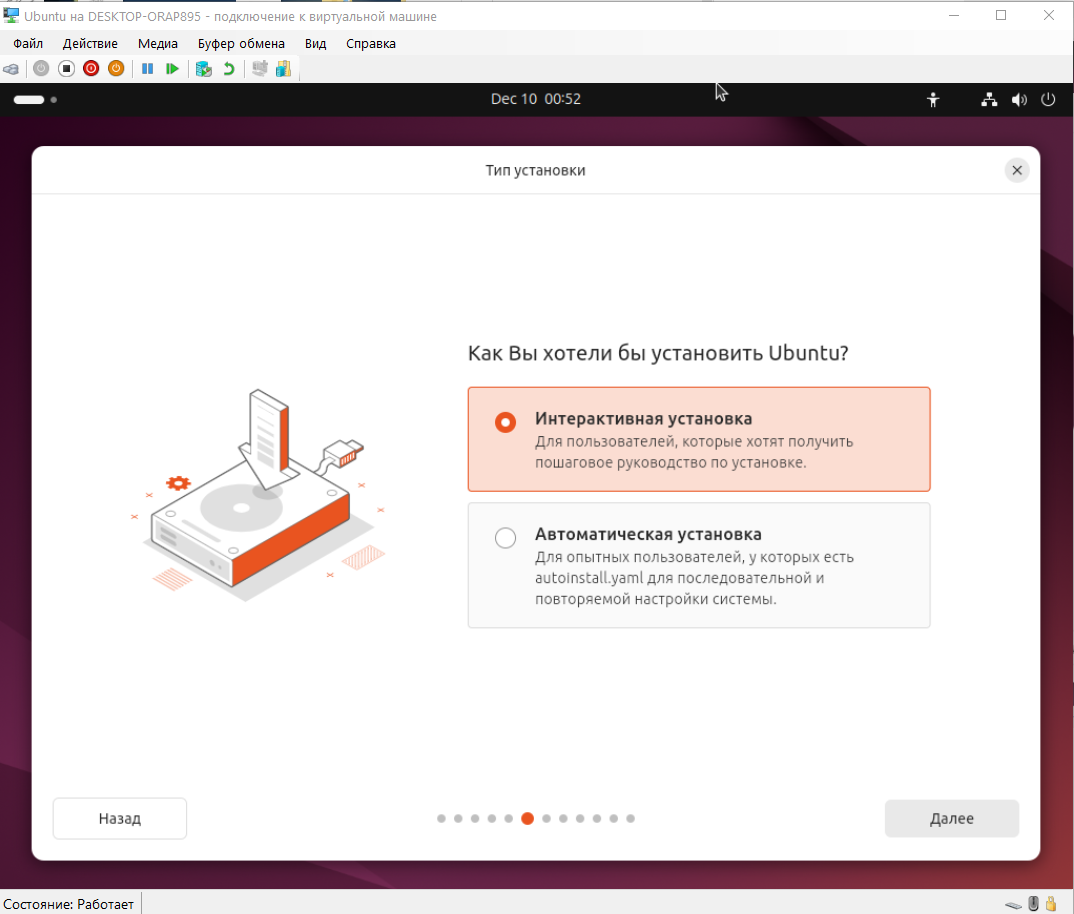 Ubuntu на DESKTOP-ORAP895 - подключение к виртуальной машине
Файл Действие Медиа Буфер обмена Вид Справка
Dec 10 00:52
Тип установки
Как Вы хотели бы установить Ubuntu?
Интерактивная установка
Для пользователей, которые хотят получить
пошаговое руководство по установке.
Автоматическая установка
Для опытных пользователей, у которых есть
autoinstall.yaml для последовательной и
повторяемой настройки системы.
Назад
Далее
Состояние: Работает